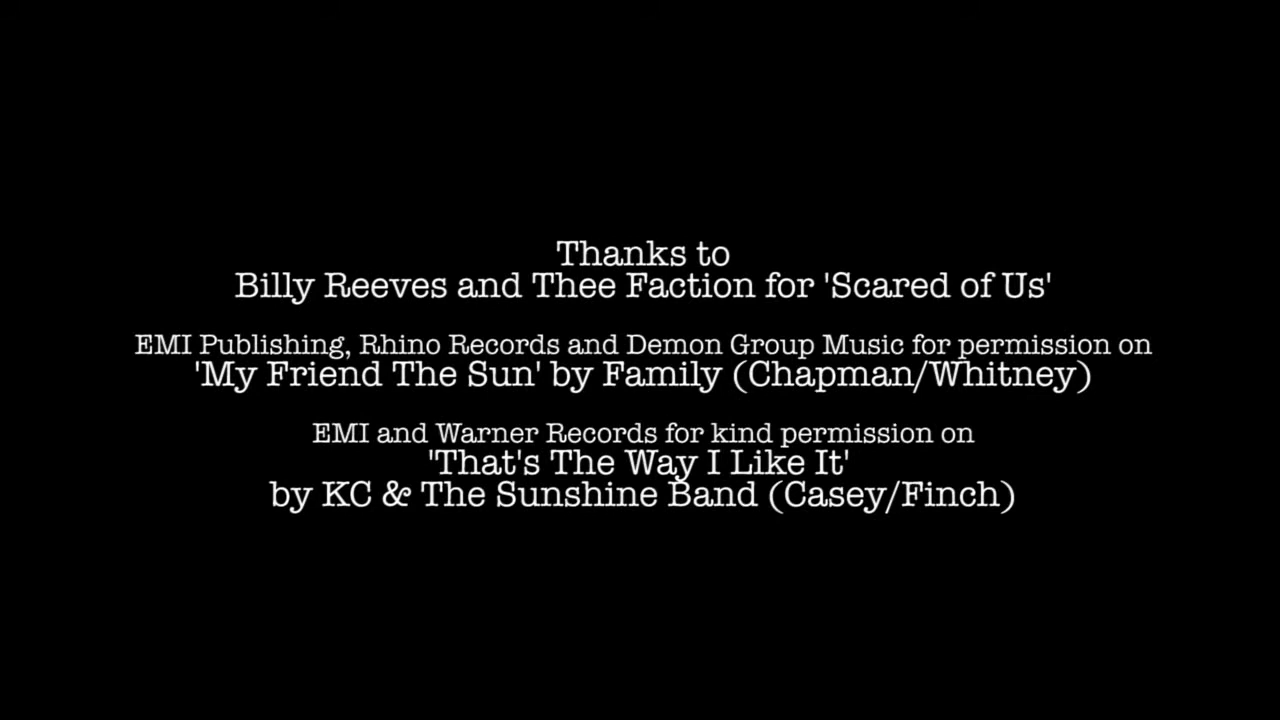 Thanks to
Billy Reeves and Thee Faction for 'Scared of Us'
EMI Publishing, Rhino Records and Demon Group Music for permission on
'My Friend The Sun' by Family (Chapman/Whitney)
EMI and Warner Records for kind permission on
'That's The Way I Like It'
by KC & The Sunshine Band (Casey/Finch)